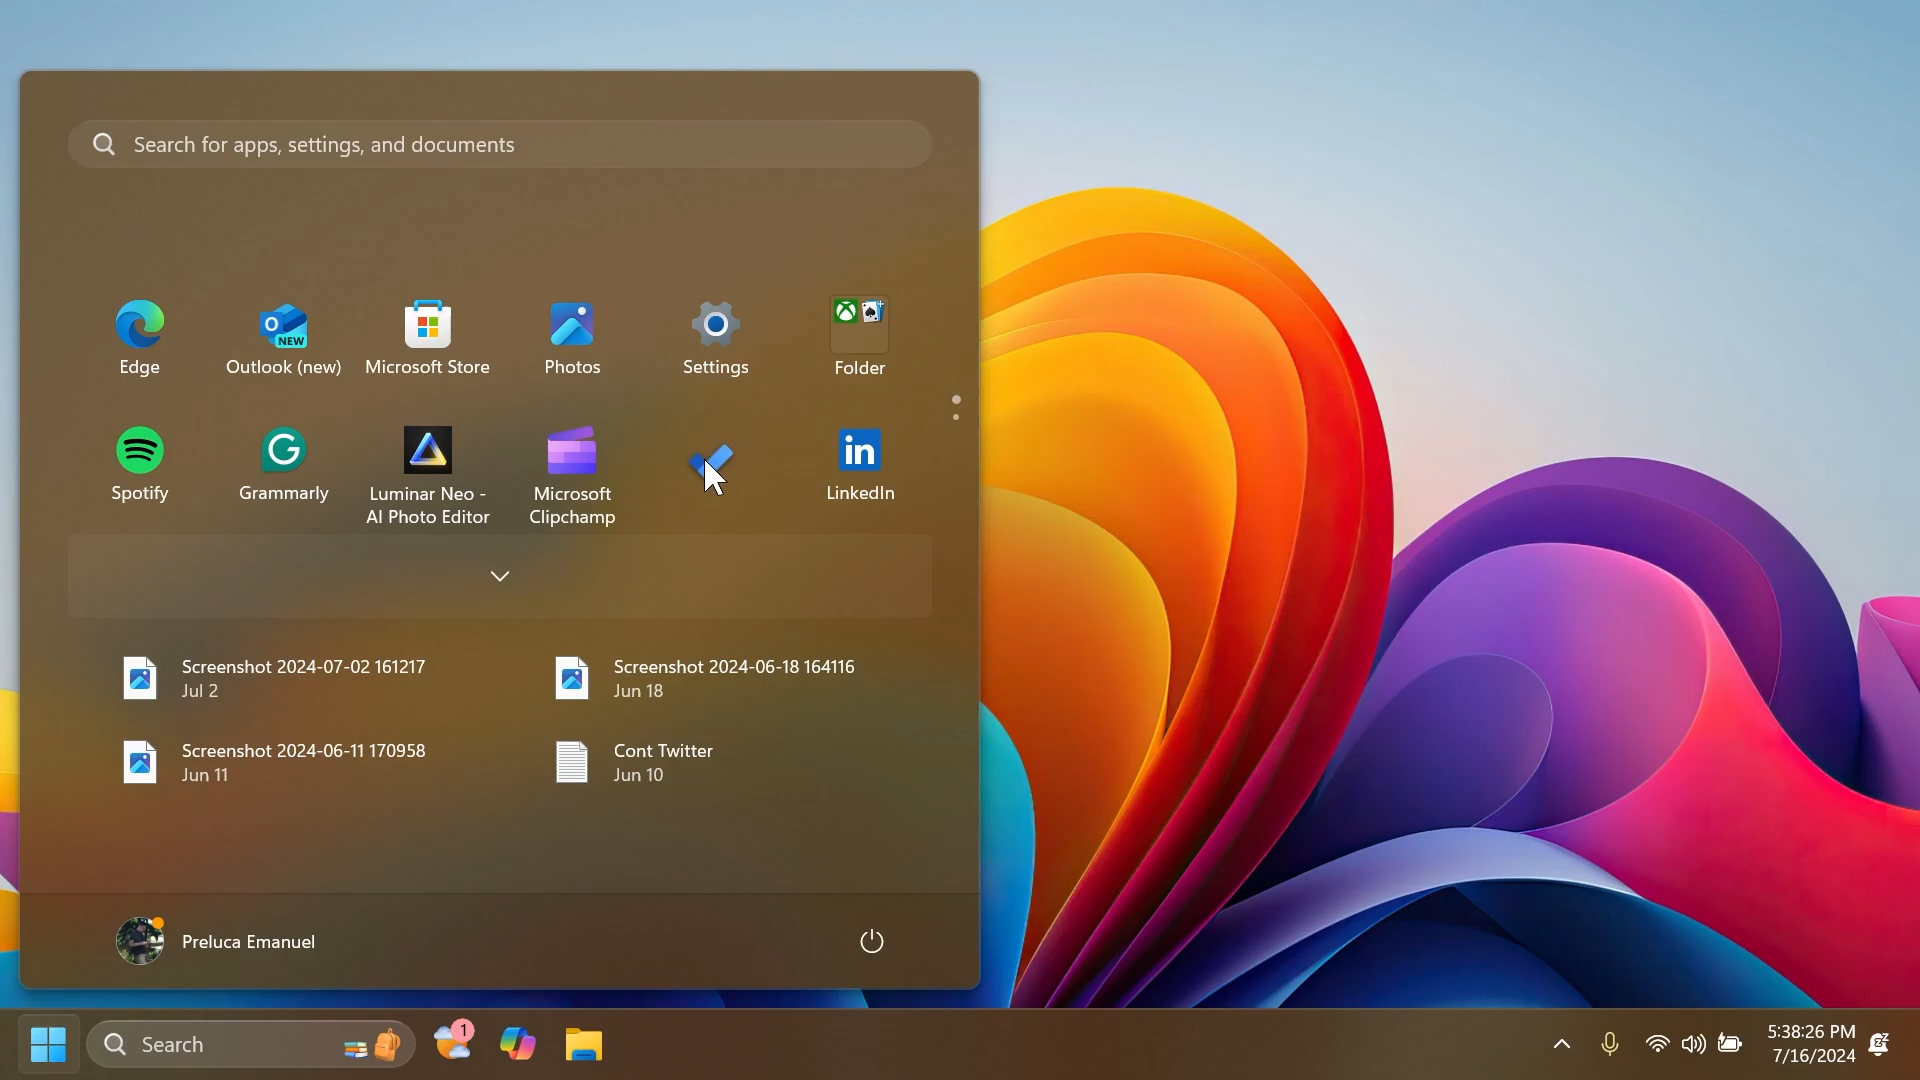 Search for apps, settings, and documents
Edge
Outlook (new)
Microsoft Store
Photos
Settings
Folder
O
NEW
Spotify
Grammarly
Luminar Neo -
AI Photo Editor
Microsoft
Clipchamp
in
LinkedIn
Screenshot 2024-07-02 161217
Jul 2
Screenshot 2024-06-18 164116
Jun 18
Screenshot 2024-06-11 170958
Jun 11
Cont Twitter
Jun 10
Preluca Emanuel
Search
1
5:38:26 PM
7/16/2024